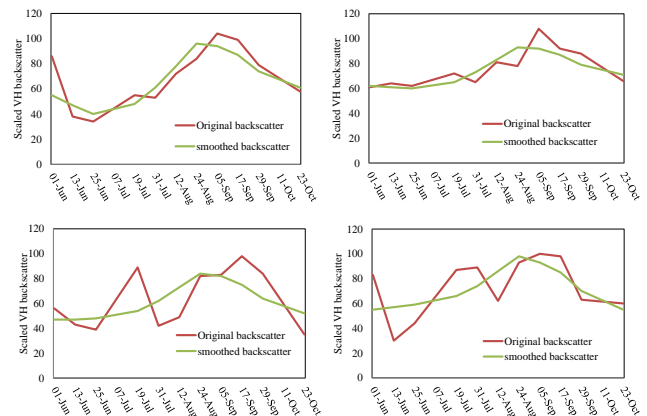 120
100
80
60
40
20
0
Scaled VH backscatter
Original backscatter
smoothed backscatter
01-Jun
13-Jun
25-Jun
07-Jul
19-Jul
31-Jul
12-Aug
24-Aug
05-Sep
17-Sep
29-Sep
11-Oct
23-Oct
120
100
80
60
40
20
0
Scaled VH backscatter
Original backscatter
smoothed backscatter
01-Jun
13-Jun
25-Jun
07-Jul
19-Jul
31-Jul
12-Aug
24-Aug
05-Sep
17-Sep
29-Sep
11-Oct
23-Oct
120
100
80
60
40
20
0
Scaled VH backscatter
Original backscatter
smoothed backscatter
01-Jun
13-Jun
25-Jun
07-Jul
19-Jul
31-Jul
12-Aug
24-Aug
05-Sep
17-Sep
29-Sep
11-Oct
23-Oct
120
100
80
60
40
20
0
Scaled VH backscatter
Original backscatter
smoothed backscatter
01-Jun
13-Jun
25-Jun
07-Jul
19-Jul
31-Jul
12-Aug
24-Aug
05-Sep
17-Sep
29-Sep
11-Oct
23-Oct